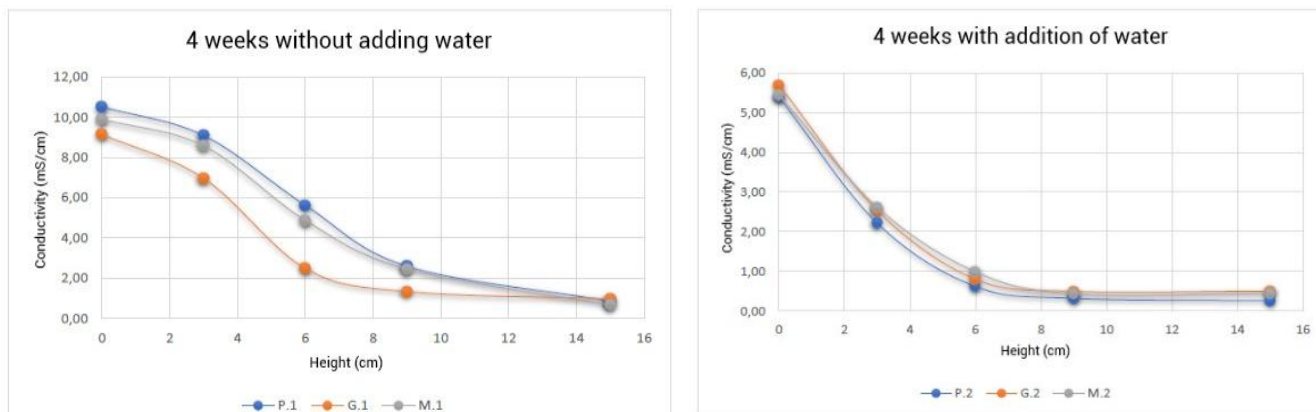 4 weeks without adding water
12,00
10,00
8,00
6,00
4,00
2,00
0,00
Conductivity (mS/cm)
0 2 4 6 8 10 12 14 16
Height (cm)
P.1 G.1 M.1
4 weeks with addition of water
6,00
5,00
4,00
3,00
2,00
1,00
0,00
Conductivity (mS/cm)
0 2 4 6 8 10 12 14 16
Height (cm)
P.2 G.2 M.2